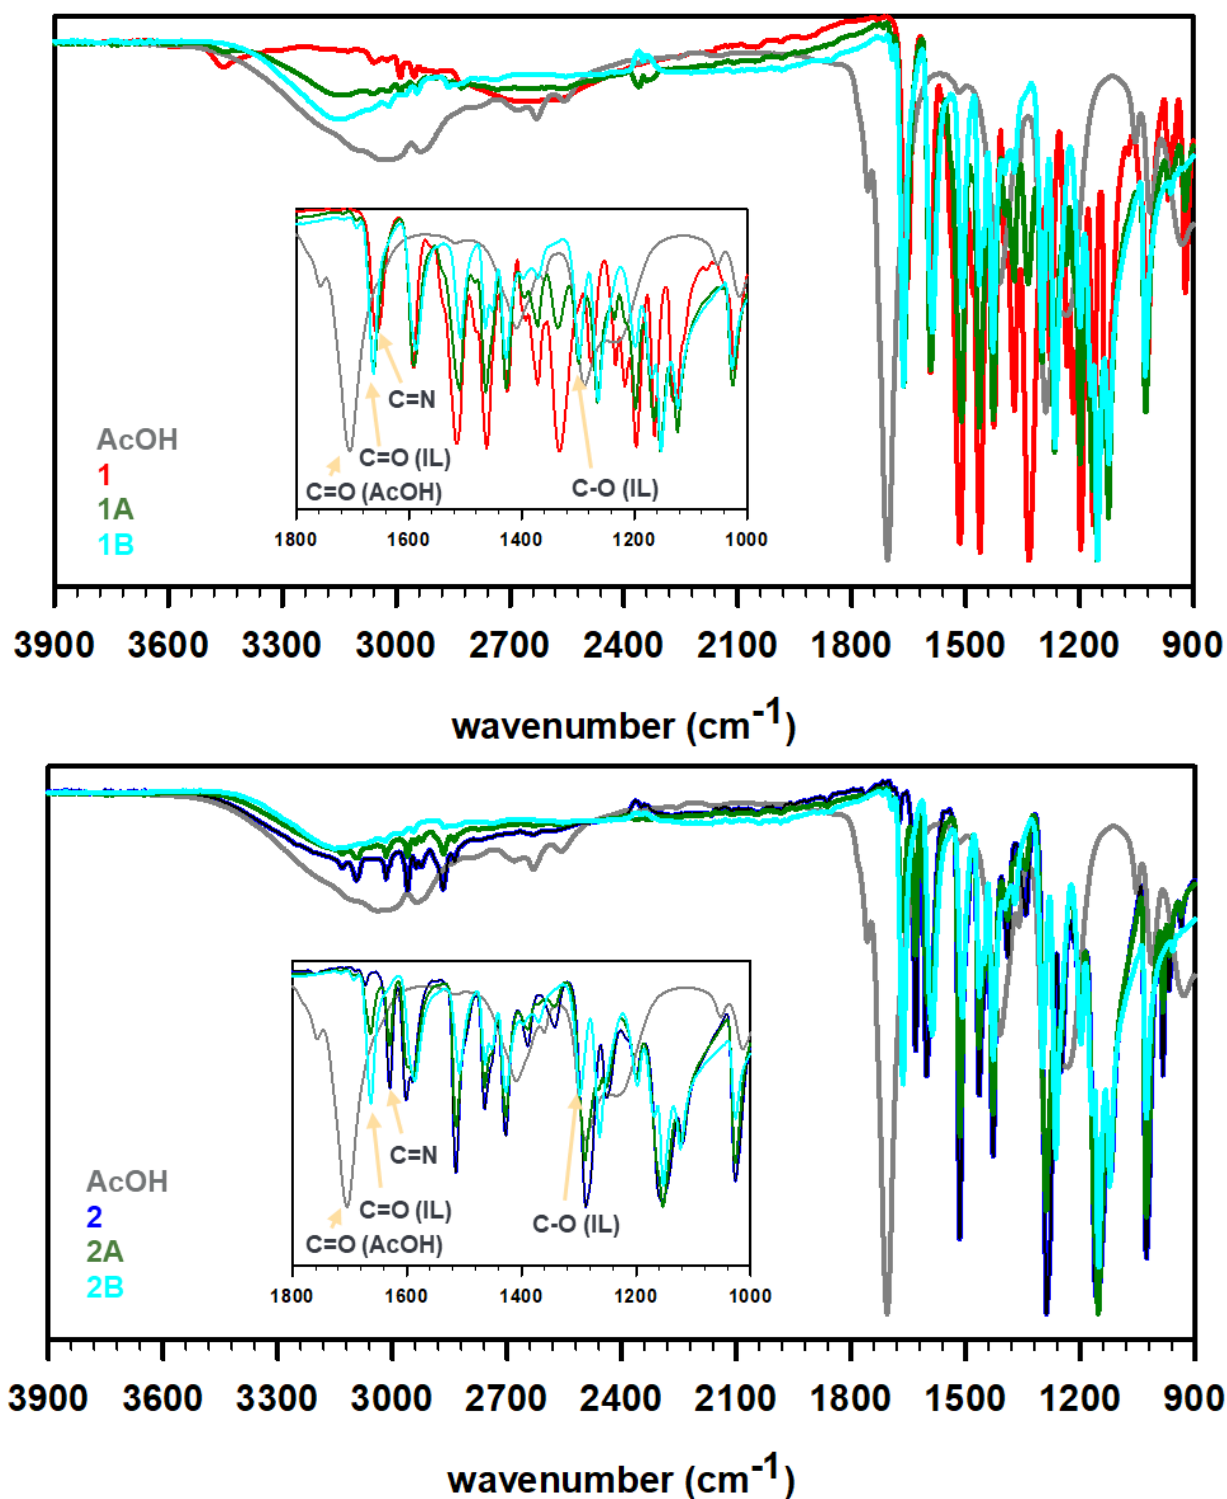 C=N
C=O (IL)
C=O (AcOH)
C-O (IL)
1800 1600 1400 1200 1000
AcOH
1
1A
1B
3900 3600 3300 3000 2700 2400 2100 1800 1500 1200 900
wavenumber (cm-1)
C=N
C=O (IL)
C=O (AcOH)
C-O (IL)
1800 1600 1400 1200 1000
AcOH
2
2A
2B
3900 3600 3300 3000 2700 2400 2100 1800 1500 1200 900
wavenumber (cm-1)